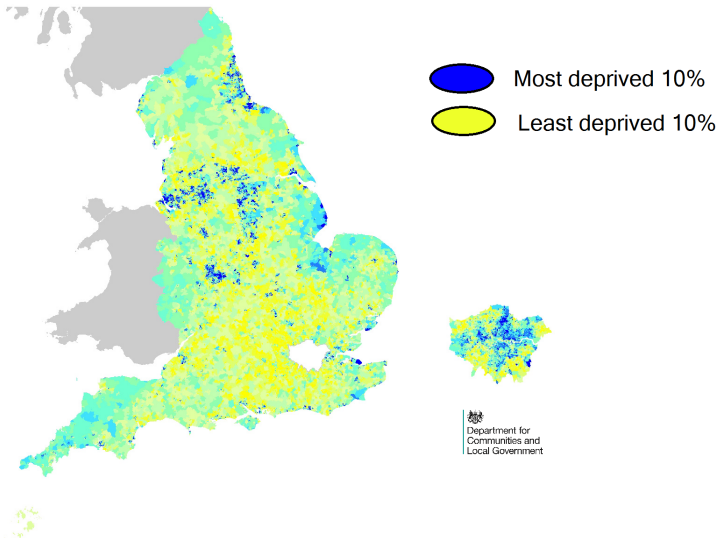 Most deprived 10%
Least deprived 10%
Department for
Communities and
Local Government